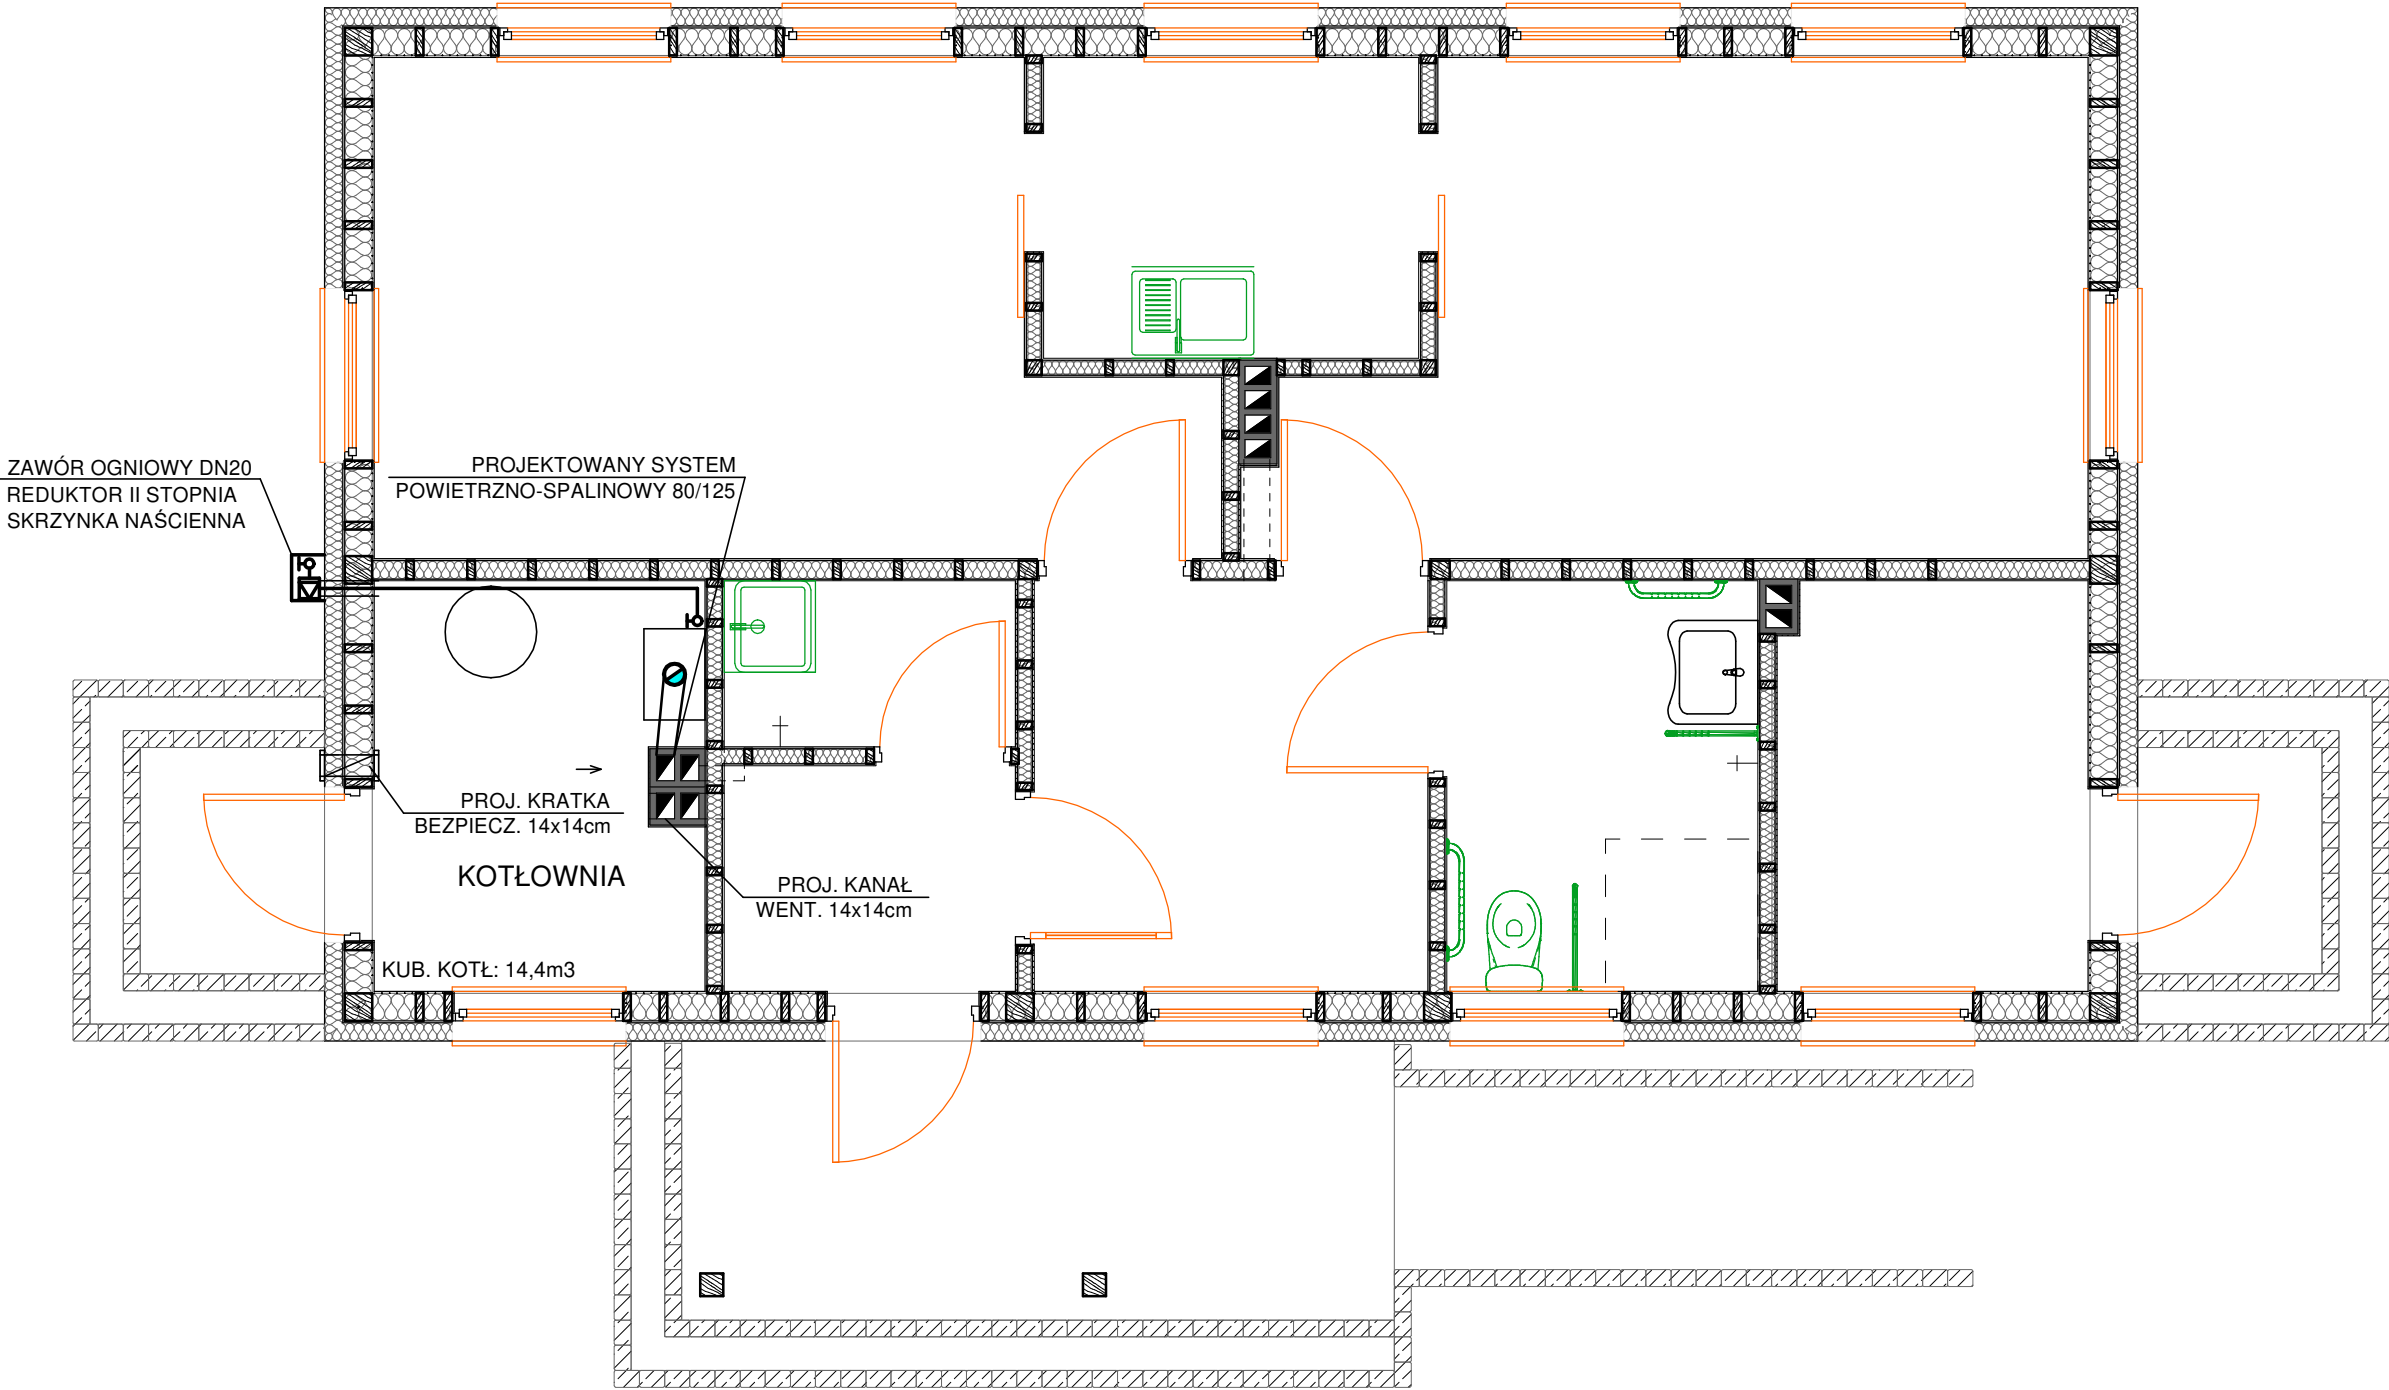 ZAWÓR OGNIOWY DN20
REDUKTOR II STOPNIA
SKRZYNKA NAŚCIENNA
PROJEKTOWANY SYSTEM
POWIETRZNO-SPALINOWY 80/125
PROJ. KRATKA
BEZPIECZ. 14x14cm
KOTŁOWNIA
PROJ. KANAŁ
WENT. 14x14cm
KUB. KOTŁ: 14,4m3